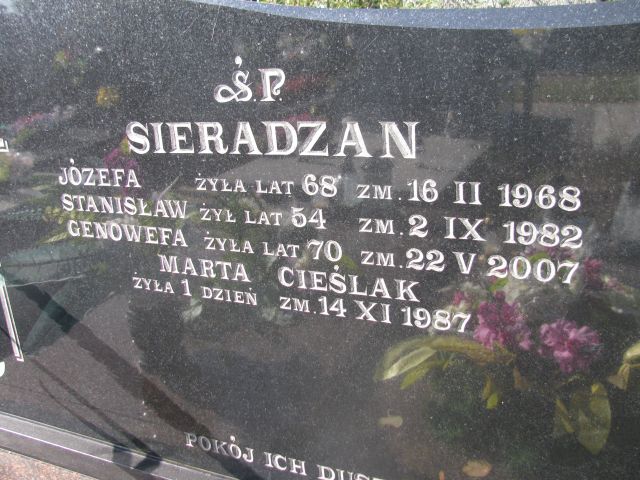 Ś.P.
SIERADZAN
JÓZEFA ŻYŁA LAT 68 ZM. 16 II 1968
STANISŁAW ŻYŁ LAT 54 ZM. 2 IX 1982
GENOWEFA ŻYŁA LAT 70 ZM. 22 V 2007
MARTA CIEŚLAK
ŻYŁA 1 DZIEŃ ZM. 14 XI 1987
POKÓJ ICH